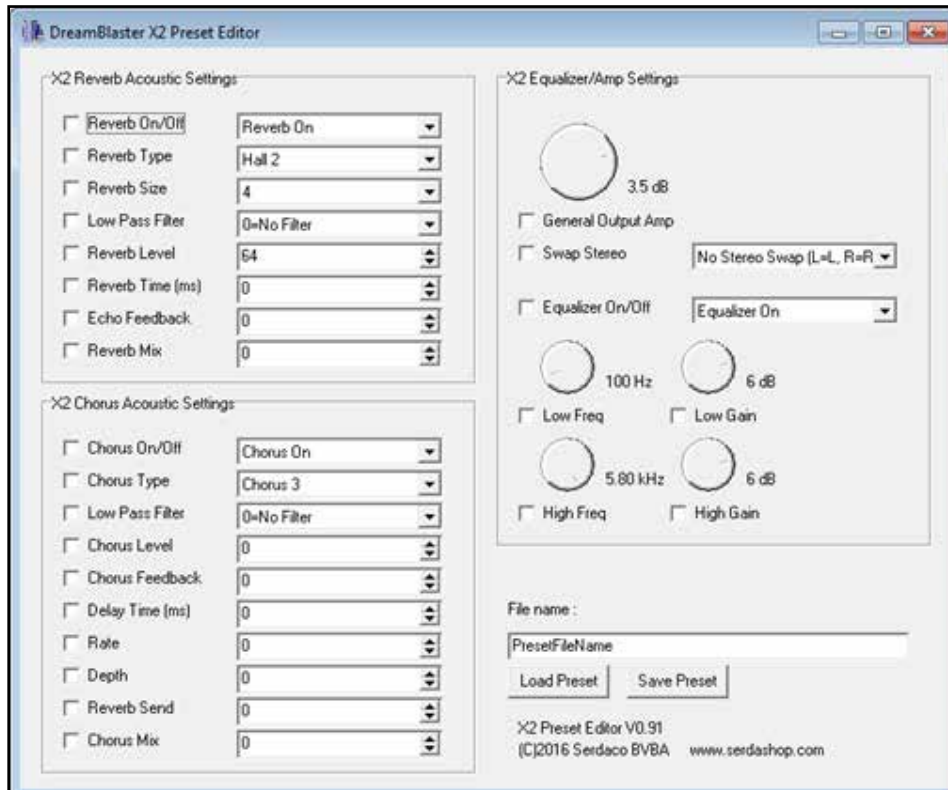 DreamBlaster X2 Preset Editor
X2 Reverb Acoustic Settings
Reverb On/Off Reverb On
Reverb Type Hall 2
Reverb Size 4
Low Pass Filter 0=No Filter
Reverb Level 64
Reverb Time (ms) 0
Echo Feedback 0
Reverb Mix 0
X2 Chorus Acoustic Settings
Chorus On/Off Chorus On
Chorus Type Chorus 3
Low Pass Filter 0=No Filter
Chorus Level 0
Chorus Feedback 0
Delay Time (ms) 0
Rate 0
Depth 0
Reverb Send 0
Chorus Mix 0
X2 Equalizer/Amp Settings
3.5 dB
General Output Amp
Swap Stereo No Stereo Swap (L=L, R=R
Equalizer On/Off Equalizer On
100 Hz 6 dB
Low Freq Low Gain
5.80 kHz 6 dB
High Freq High Gain
File name :
PresetFileName
Load Preset Save Preset
X2 Preset Editor V0.91
(C)2016 Serdaco BVBA www.serdashop.com